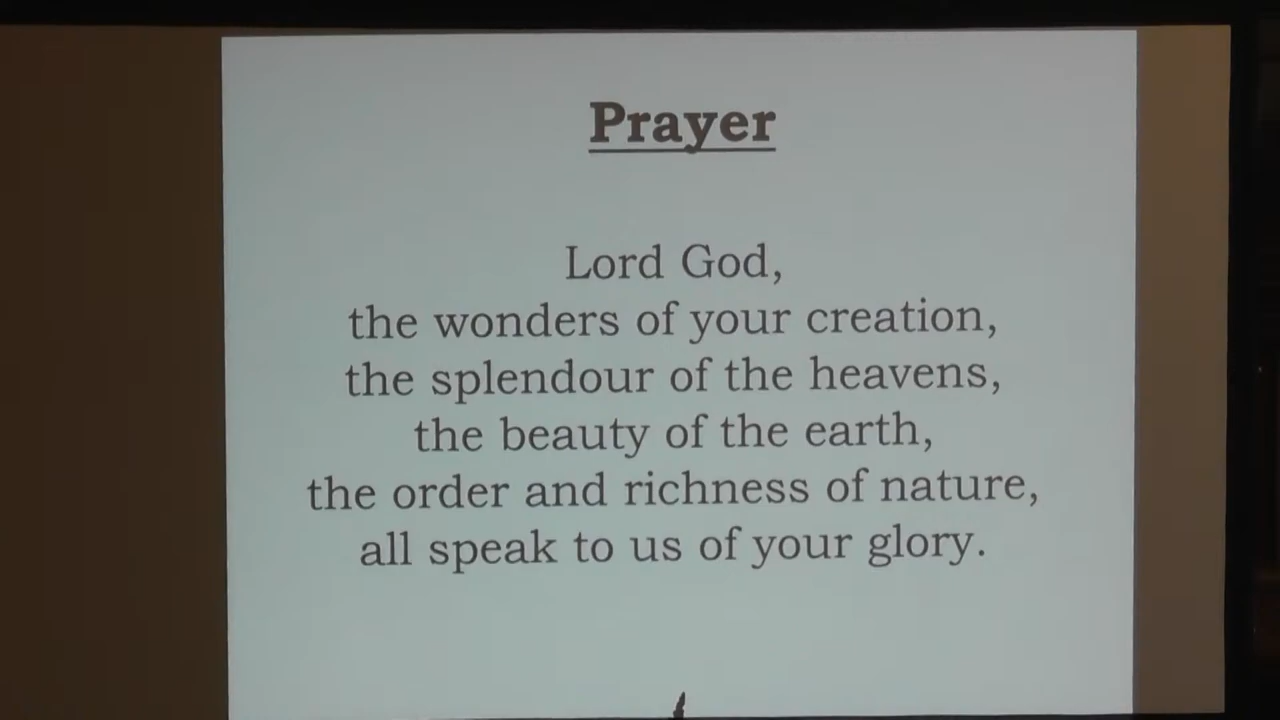 Prayer
Lord God,
the wonders of your creation,
the splendour of the heavens,
the beauty of the earth,
the order and richness of nature,
all speak to us of your glory.